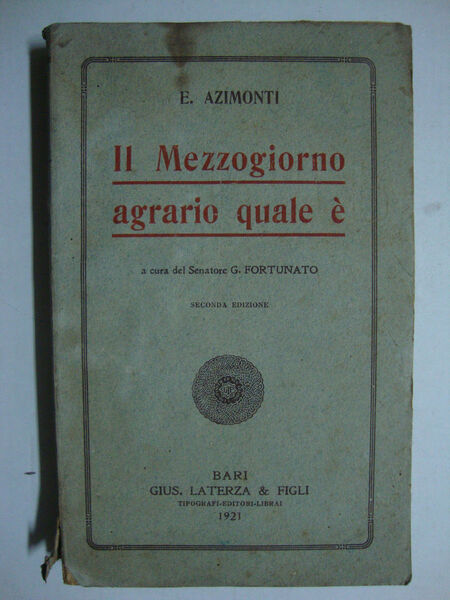 E. AZIMONTI
Il Mezzogiorno
agrario quale è
a cura del Senatore G. FORTUNATO
SECONDA EDIZIONE
BARI
GIUS. LATERZA & FIGLI
TIPOGRAFI-EDITORI-LIBRAI
1921